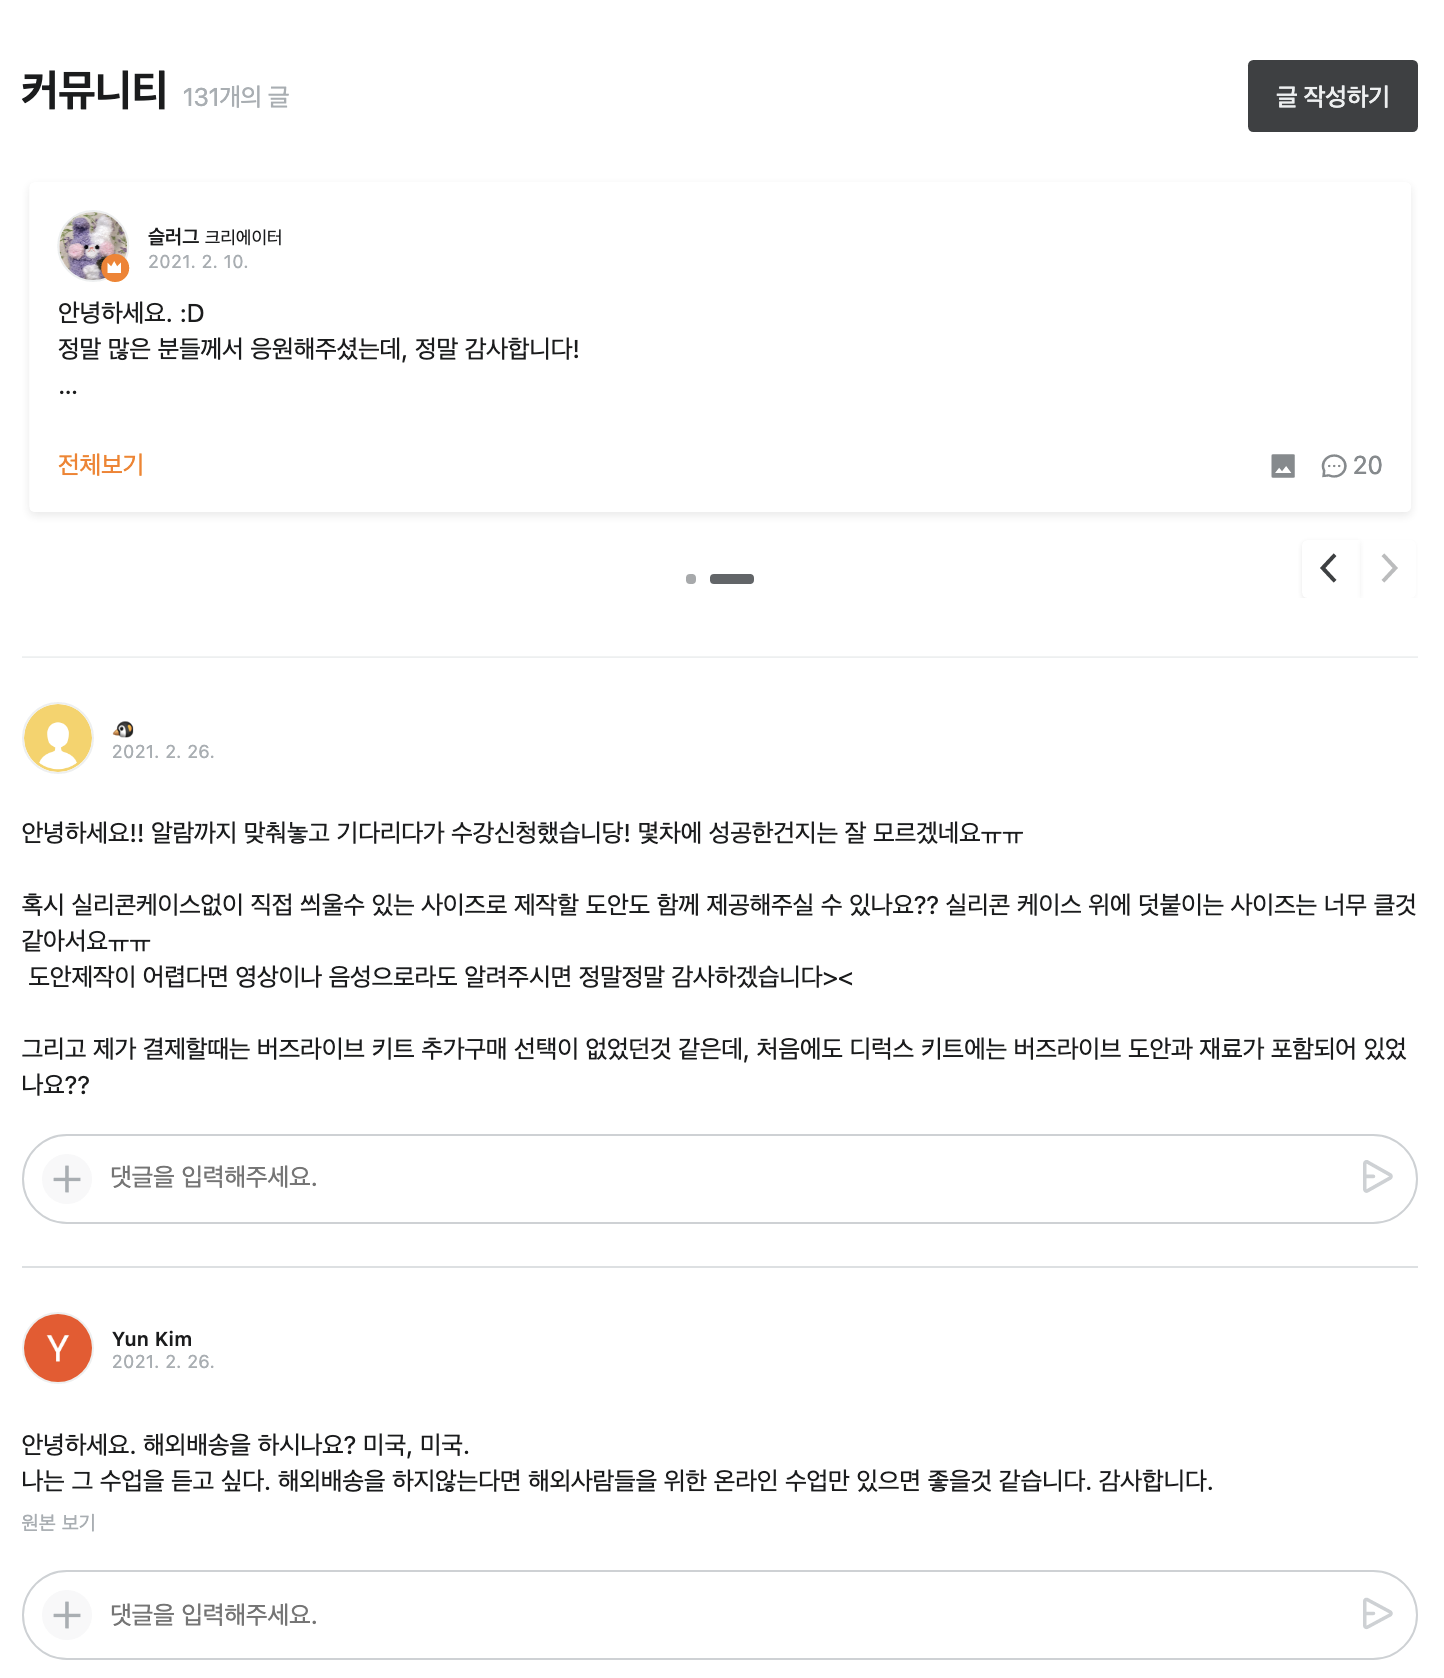 커뮤니티 131개의 글
글 작성하기
슬러그 크리에이터
2021. 2. 10.
안녕하세요. :D
정말 많은 분들께서 응원해주셨는데, 정말 감사합니다!
...
전체보기
20
🐧
2021. 2. 26.
안녕하세요!! 알람까지 맞춰놓고 기다리다가 수강신청했습니당! 몇차에 성공한건지는 잘 모르겠네요ㅠㅠ
혹시 실리콘케이스없이 직접 씌울수 있는 사이즈로 제작할 도안도 함께 제공해주실 수 있나요?? 실리콘 케이스 위에 덧붙이는 사이즈는 너무 클것
같아서요ㅠㅠ
도안제작이 어렵다면 영상이나 음성으로라도 알려주시면 정말정말 감사하겠습니다><
그리고 제가 결제할때는 버즈라이브 키트 추가구매 선택이 없었던것 같은데, 처음에도 디럭스 키트에는 버즈라이브 도안과 재료가 포함되어 있었
나요??
댓글을 입력해주세요.
Y
Yun Kim
2021. 2. 26.
안녕하세요. 해외배송을 하시나요? 미국, 미국.
나는 그 수업을 듣고 싶다. 해외배송을 하지않는다면 해외사람들을 위한 온라인 수업만 있으면 좋을것 같습니다. 감사합니다.
원본 보기
댓글을 입력해주세요.